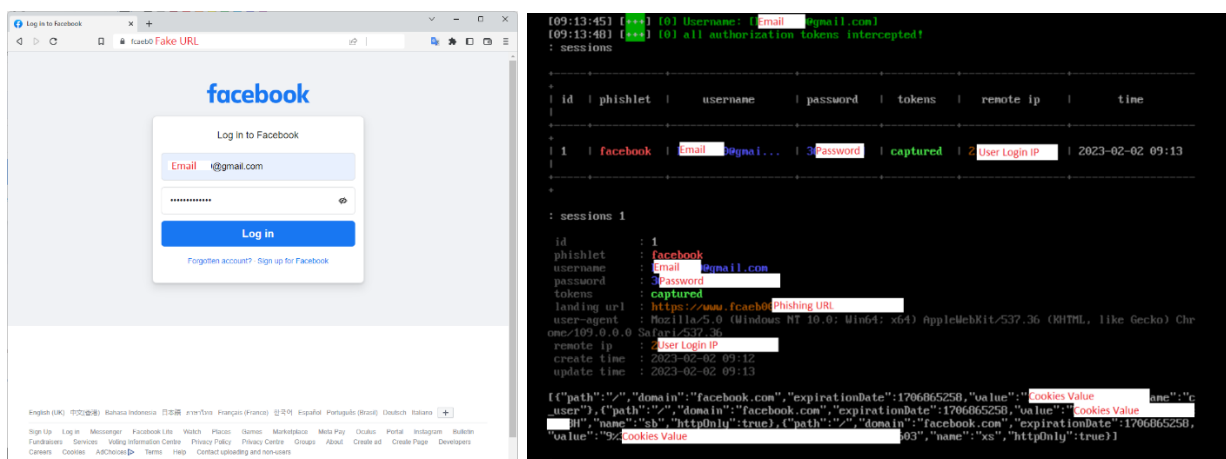 Log in to Facebook
fcaeb0 Fake URL
facebook
Log in to Facebook
Email @gmail.com
Log in
Forgotten account? · Sign up for Facebook
English (UK) 中文(香港) Bahasa Indonesia 日本語 ภาษาไทย Français (France) 한국어 Español Português (Brasil) Deutsch Italiano +
Sign Up Log in Messenger Facebook Lite Watch Places Games Marketplace Meta Pay Oculus Portal Instagram Bulletin
Fundraisers Services Voting Information Centre Privacy Policy Privacy Centre Groups About Create ad Create Page Developers
Careers Cookies AdChoices Terms Help Contact uploading and non-users
[09:13:45] [+++] [0] Username: [Email @gmail.com]
[09:13:48] [+++] [0] all authorization tokens intercepted!
: sessions
| id | phishlet | username | password | tokens | remote ip | time
| 1 | facebook | Email @gmai... | 3 Password | captured | 2 User Login IP | 2023-02-02 09:13
: sessions 1
id : 1
phishlet : facebook
username : Email @gmail.com
password : 3 Password
tokens : captured
landing url : https://www.fcaeb0 Phishing URL
user-agent : Mozilla/5.0 (Windows NT 10.0; Win64; x64) AppleWebKit/537.36 (KHTML, like Gecko) Chr
ome/109.0.0.0 Safari/537.36
remote ip : 2 User Login IP
create time : 2023-02-02 09:12
update time : 2023-02-02 09:13
[{"path":"/","domain":"facebook.com","expirationDate":1706865258,"value":" Cookies Value ame":"c
_user"},{"path":"/","domain":"facebook.com","expirationDate":1706865258,"value":" Cookies Value
3H","name":"sb","httpOnly":true},{"path":"/","domain":"facebook.com","expirationDate":1706865258,
"value":"9% Cookies Value 03","name":"xs","httpOnly":true}]